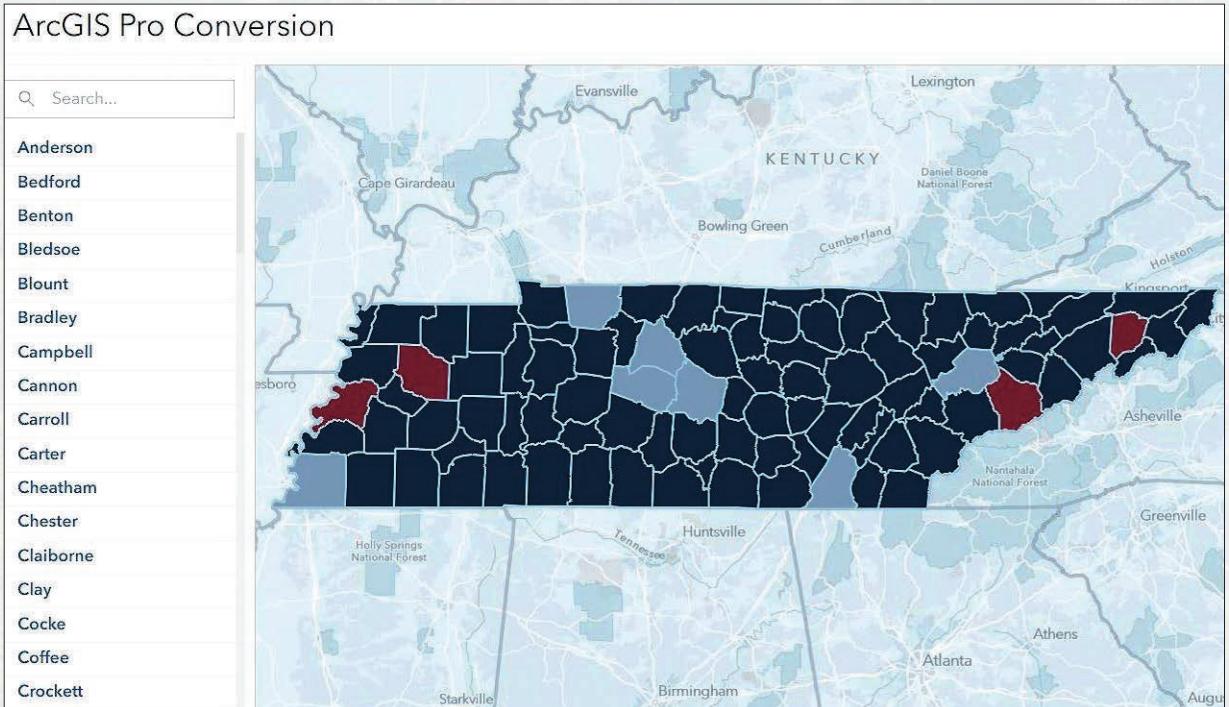 ArcGIS Pro Conversion
Search...
Anderson
Bedford
Benton
Bledsoe
Blount
Bradley
Campbell
Cannon
Carroll
Carter
Cheatham
Chester
Claiborne
Clay
Cocke
Coffee
Crockett
Evansville
Lexington
KENTUCKY
Cape Girardeau
Daniel Boone
National Forest
Bowling Green
Cumberland
Holston
Kingsport
esboro
Asheville
Nantahala
National Forest
Greenville
Huntsville
Tennessee
Holly Springs
National Forest
Athens
Atlanta
Birmingham
Starkville
Augu